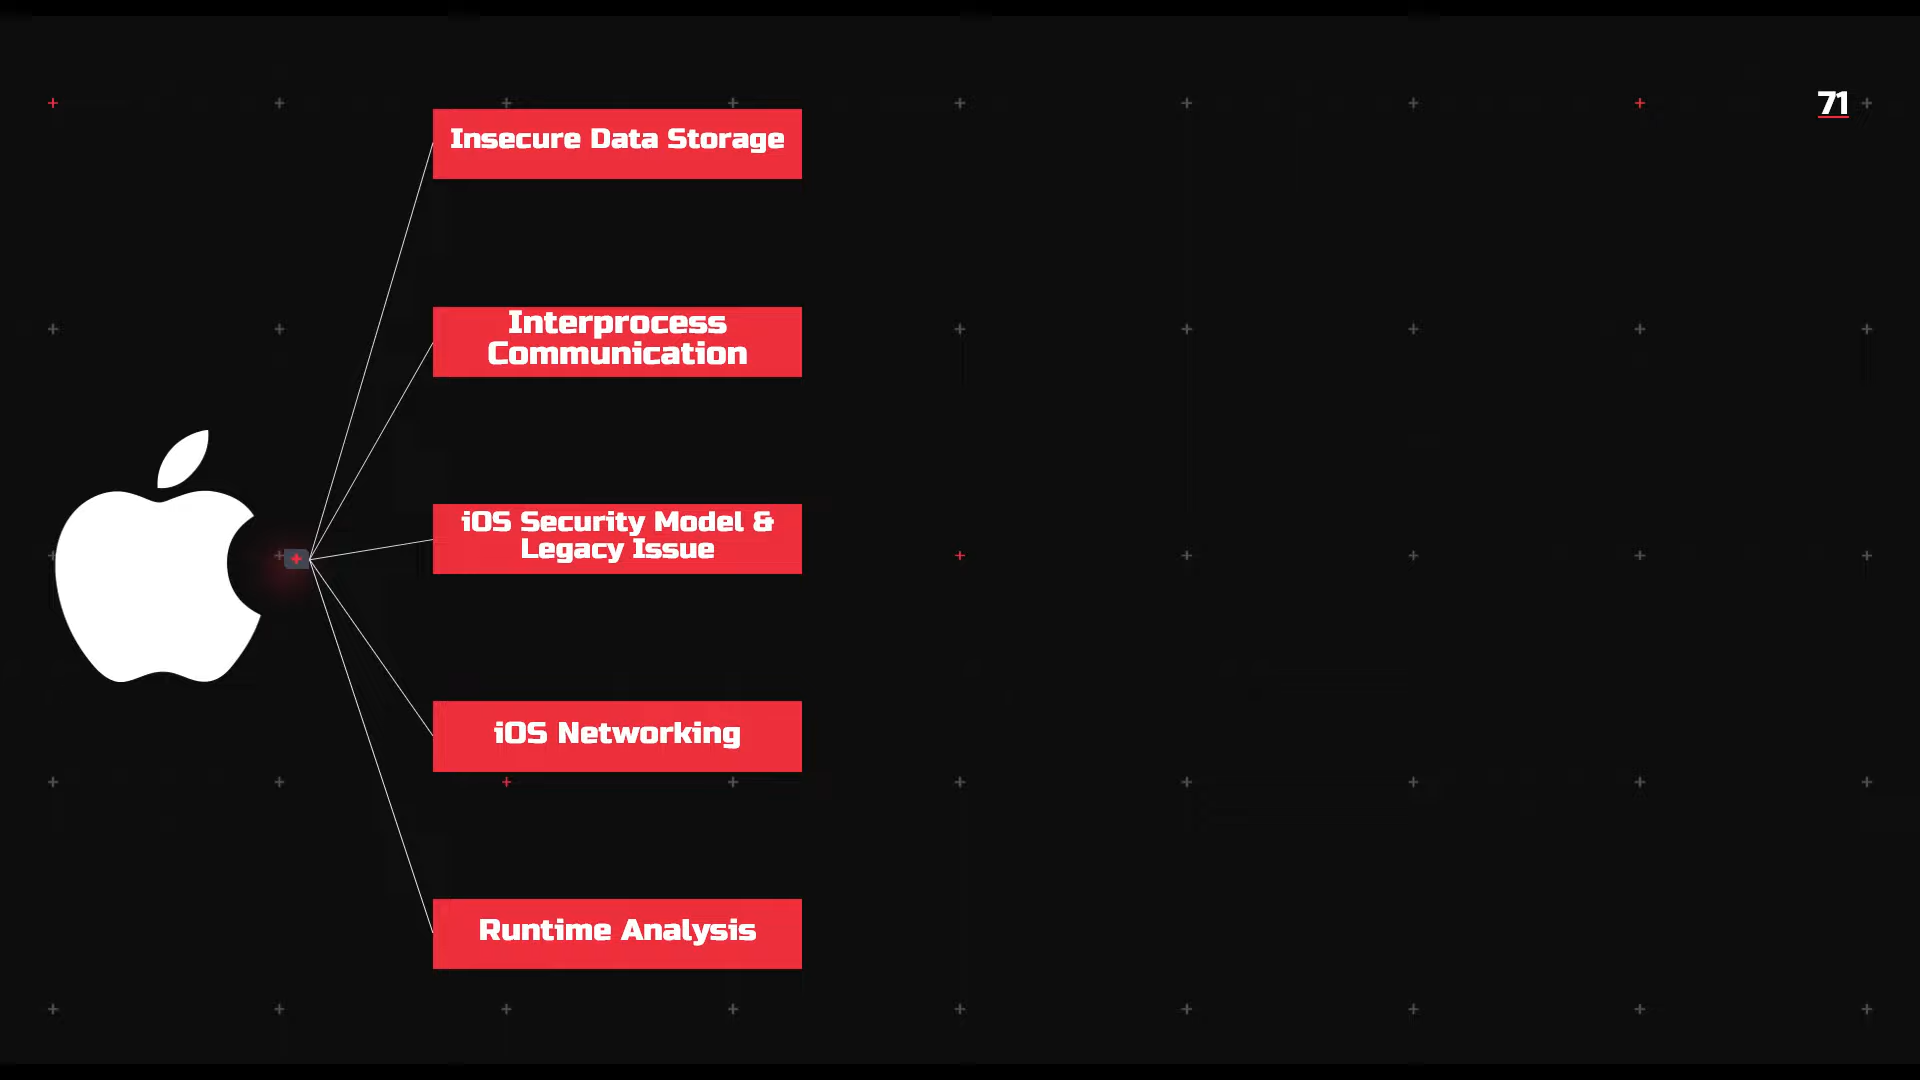 71
Insecure Data Storage
Interprocess
Communication
iOS Security Model &
Legacy Issue
iOS Networking
Runtime Analysis